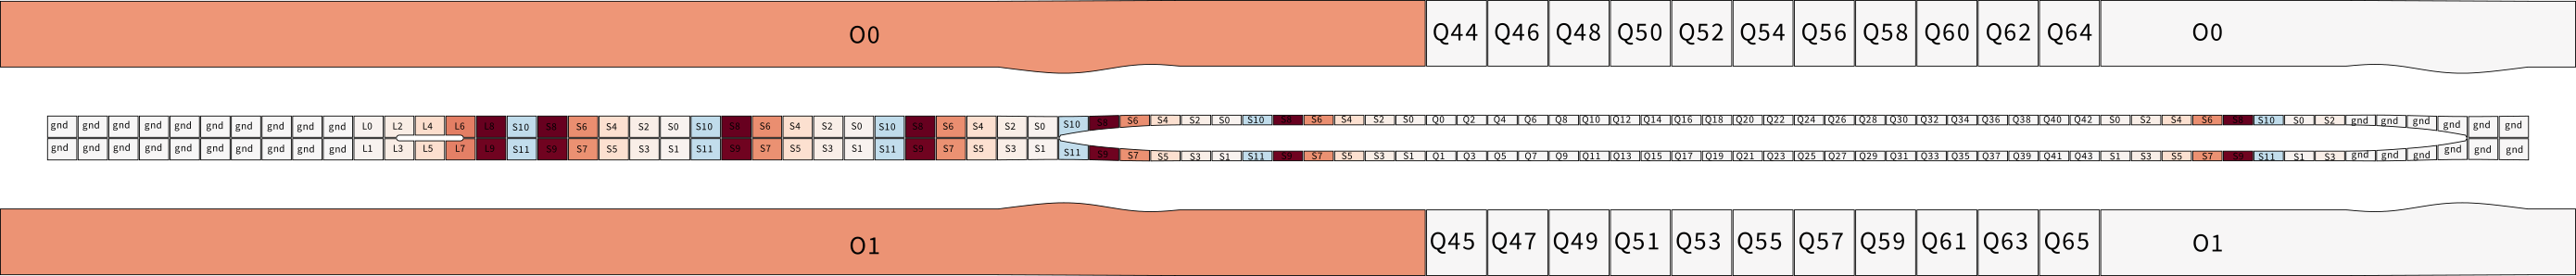 O0 Q44 Q46 Q48 Q50 Q52 Q54 Q56 Q58 Q60 Q62 Q64 O0
gnd gnd gnd gnd gnd gnd gnd gnd gnd gnd L0 L2 L4 L6 L8 S10 S8 S6 S4 S2 S0 S10 S8 S6 S4 S2 S0 S10 S8 S6 S4 S2 S0 S10 S8 S6 S4 S2 S0 S10 S8 S6 S4 S2 S0 Q0 Q2 Q4 Q6 Q8 Q10 Q12 Q14 Q16 Q18 Q20 Q22 Q24 Q26 Q28 Q30 Q32 Q34 Q36 Q38 Q40 Q42 S0 S2 S4 S6 S8 S10 S0 S2 gnd gnd gnd gnd gnd gnd
gnd gnd gnd gnd gnd gnd gnd gnd gnd gnd L1 L3 L5 L7 L9 S11 S9 S7 S5 S3 S1 S11 S9 S7 S5 S3 S1 S11 S9 S7 S5 S3 S1 S11 S9 S7 S5 S3 S1 S11 S9 S7 S5 S3 S1 Q1 Q3 Q5 Q7 Q9 Q11 Q13 Q15 Q17 Q19 Q21 Q23 Q25 Q27 Q29 Q31 Q33 Q35 Q37 Q39 Q41 Q43 S1 S3 S5 S7 S9 S11 S1 S3 gnd gnd gnd gnd gnd gnd
O1 Q45 Q47 Q49 Q51 Q53 Q55 Q57 Q59 Q61 Q63 Q65 O1